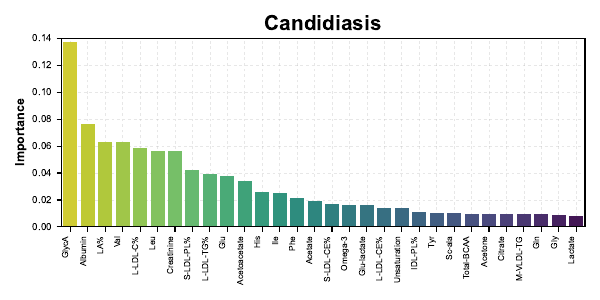 Candidiasis
Importance
0.14
0.12
0.10
0.08
0.06
0.04
0.02
0.00
GlycA
Albumin
LA%
Val
L-LDL-C%
Leu
Creatinine
S-LDL-PL%
L-LDL-TG%
Glu
Acetoacetate
His
Ile
Phe
Acetate
S-LDL-CE%
Omega-3
Glu-lactate
L-LDL-CE%
Unsaturation
IDL-PL%
Tyr
Sc-ala
Total-BCAA
Acetone
Citrate
M-VLDL-TG
Gln
Gly
Lactate